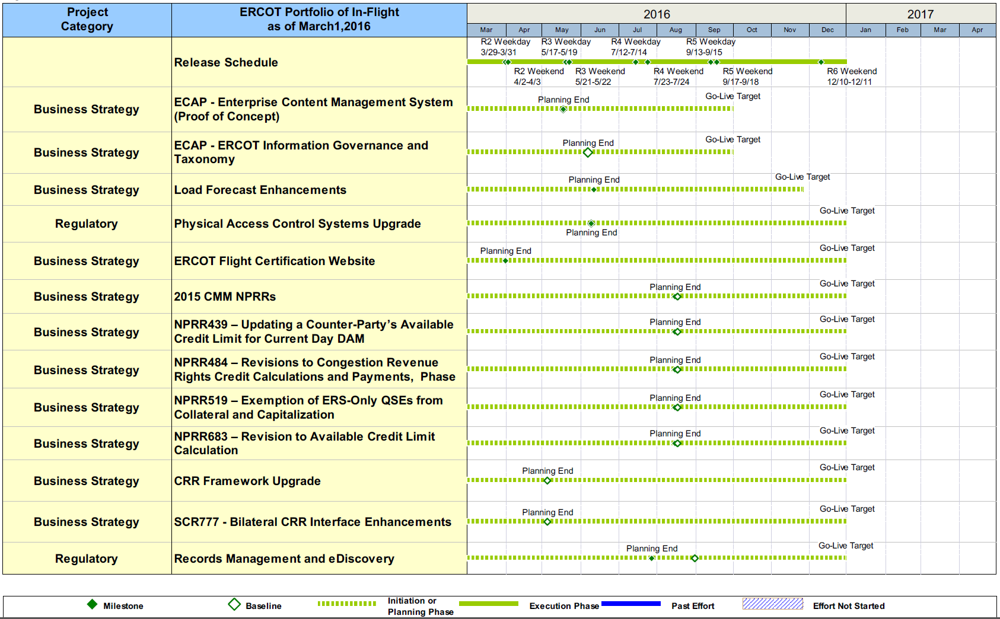 Project
Category
ERCOT Portfolio of In-Flight
as of March1,2016
2016
2017
Mar Apr May Jun Jul Aug Sep Oct Nov Dec Jan Feb Mar Apr
Release Schedule
R2 Weekday
3/29-3/31
R3 Weekday
5/17-5/19
R4 Weekday
7/12-7/14
R5 Weekday
9/13-9/15
R2 Weekend
4/2-4/3
R3 Weekend
5/21-5/22
R4 Weekend
7/23-7/24
R5 Weekend
9/17-9/18
R6 Weekend
12/10-12/11
Business Strategy
ECAP - Enterprise Content Management System
(Proof of Concept)
Planning End
Go-Live Target
Business Strategy
ECAP - ERCOT Information Governance and
Taxonomy
Planning End
Go-Live Target
Business Strategy
Load Forecast Enhancements
Planning End
Go-Live Target
Regulatory
Physical Access Control Systems Upgrade
Planning End
Go-Live Target
Business Strategy
ERCOT Flight Certification Website
Planning End
Go-Live Target
Business Strategy
2015 CMM NPRRs
Planning End
Go-Live Target
Business Strategy
NPRR439 – Updating a Counter-Party’s Available
Credit Limit for Current Day DAM
Planning End
Go-Live Target
Business Strategy
NPRR484 – Revisions to Congestion Revenue
Rights Credit Calculations and Payments, Phase
Planning End
Go-Live Target
Business Strategy
NPRR519 – Exemption of ERS-Only QSEs from
Collateral and Capitalization
Planning End
Go-Live Target
Business Strategy
NPRR683 – Revision to Available Credit Limit
Calculation
Planning End
Go-Live Target
Business Strategy
CRR Framework Upgrade
Planning End
Go-Live Target
Business Strategy
SCR777 - Bilateral CRR Interface Enhancements
Planning End
Go-Live Target
Regulatory
Records Management and eDiscovery
Planning End
Go-Live Target
Milestone
Baseline
Initiation or
Planning Phase
Execution Phase
Past Effort
Effort Not Started